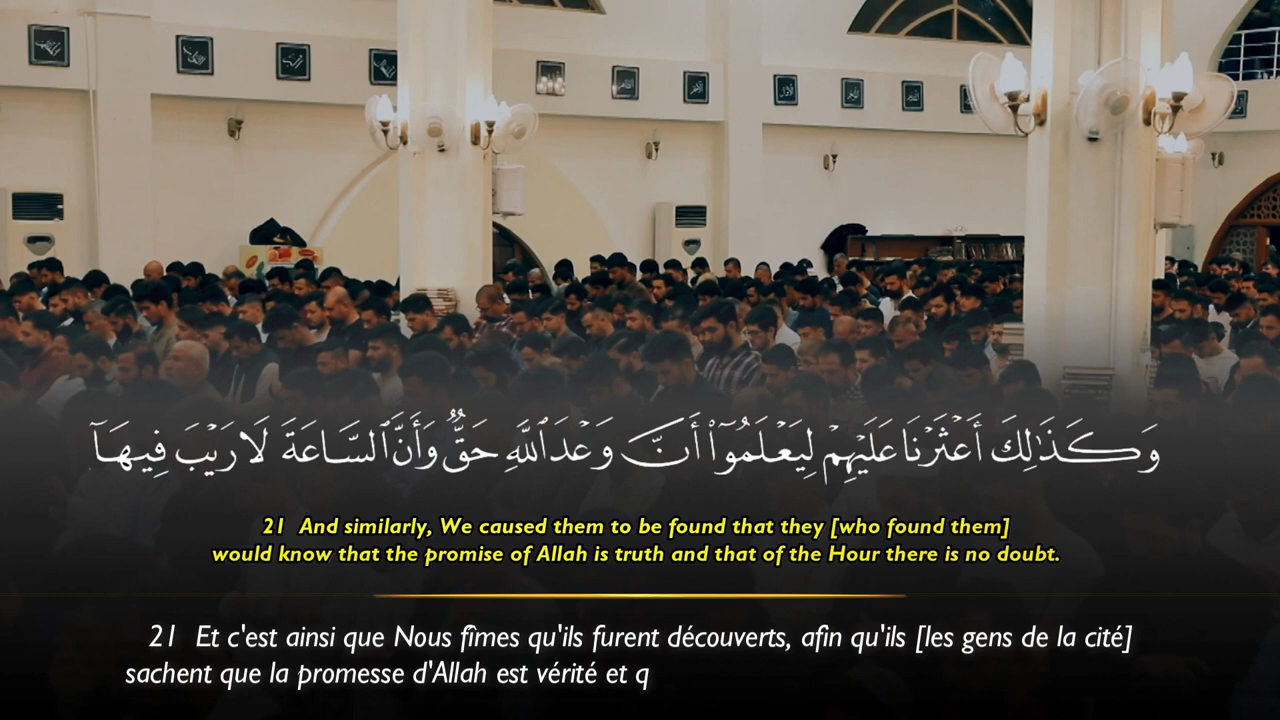 وَكَذَٰلِكَ أَعْثَرْنَا عَلَيْهِمْ لِيَعْلَمُوٓا۟ أَنَّ وَعْدَ ٱللَّهِ حَقٌّ وَأَنَّ ٱلسَّاعَةَ لَا رَيْبَ فِيهَآ
21 And similarly, We caused them to be found that they [who found them]
would know that the promise of Allah is truth and that of the Hour there is no doubt.
21 Et c'est ainsi que Nous fîmes qu'ils furent découverts, afin qu'ils [les gens de la cité]
sachent que la promesse d'Allah est vérité et q